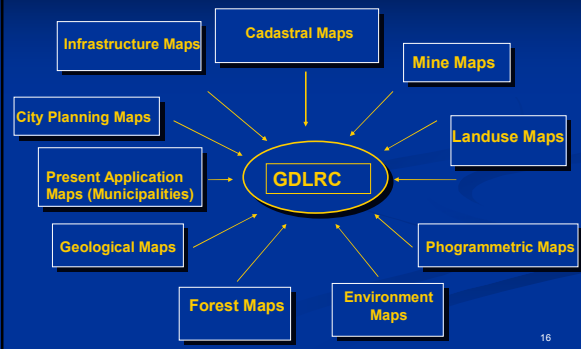 Cadastral Maps
Infrastructure Maps
Mine Maps
City Planning Maps
Landuse Maps
Present Application
Maps (Municipalities)
GDLRC
Geological Maps
Phogrammetric Maps
Forest Maps
Environment
Maps
16